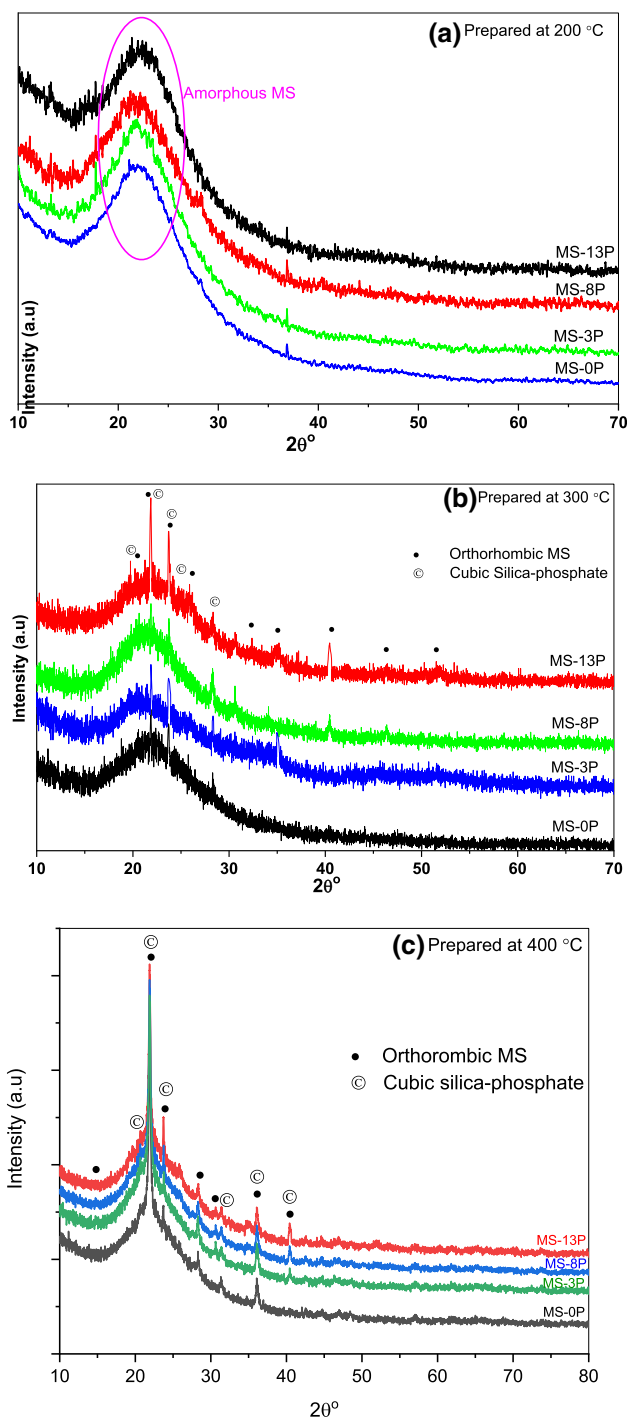 (a) Prepared at 200 °C
Amorphous MS
MS-13P
MS-8P
MS-3P
MS-0P
Intensity (a.u)
10 20 30 40 50 60 70
2θ°
(b) Prepared at 300 °C
• Orthorhombic MS
© Cubic Silica-phosphate
© • • ©
©
•
© • © •
©
• • • • •
MS-13P
MS-8P
MS-3P
MS-0P
Intensity (a.u)
10 20 30 40 50 60 70
2θ°
(c) Prepared at 400 °C
• Orthorombic MS
© Cubic silica-phosphate
©
•
©
•
©
•
•
•
©
©
•
©
•
MS-13P
MS-8P
MS-3P
MS-0P
Intensity (a.u)
10 20 30 40 50 60 70 80
2θ°